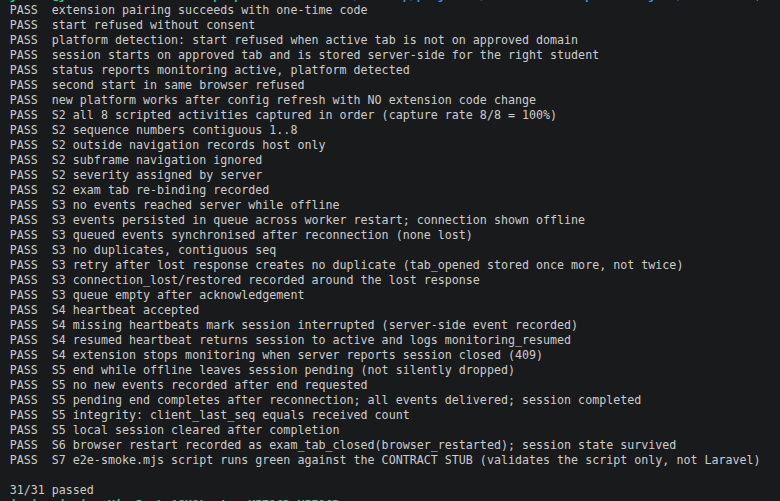 PASS  extension pairing succeeds with one-time code
PASS  start refused without consent
PASS  platform detection: start refused when active tab is not on approved domain
PASS  session starts on approved tab and is stored server-side for the right student
PASS  status reports monitoring active, platform detected
PASS  second start in same browser refused
PASS  new platform works after config refresh with NO extension code change
PASS  S2 all 8 scripted activities captured in order (capture rate 8/8 = 100%)
PASS  S2 sequence numbers contiguous 1..8
PASS  S2 outside navigation records host only
PASS  S2 subframe navigation ignored
PASS  S2 severity assigned by server
PASS  S2 exam tab re-binding recorded
PASS  S3 no events reached server while offline
PASS  S3 events persisted in queue across worker restart; connection shown offline
PASS  S3 queued events synchronised after reconnection (none lost)
PASS  S3 no duplicates, contiguous seq
PASS  S3 retry after lost response creates no duplicate (tab_opened stored once more, not twice)
PASS  S3 connection_lost/restored recorded around the lost response
PASS  S3 queue empty after acknowledgement
PASS  S4 heartbeat accepted
PASS  S4 missing heartbeats mark session interrupted (server-side event recorded)
PASS  S4 resumed heartbeat returns session to active and logs monitoring_resumed
PASS  S4 extension stops monitoring when server reports session closed (409)
PASS  S5 end while offline leaves session pending (not silently dropped)
PASS  S5 no new events recorded after end requested
PASS  S5 pending end completes after reconnection; all events delivered; session completed
PASS  S5 integrity: client_last_seq equals received count
PASS  S5 local session cleared after completion
PASS  S6 browser restart recorded as exam_tab_closed(browser_restarted); session state survived
PASS  S7 e2e-smoke.mjs script runs green against the CONTRACT STUB (validates the script only, not Laravel)
31/31 passed